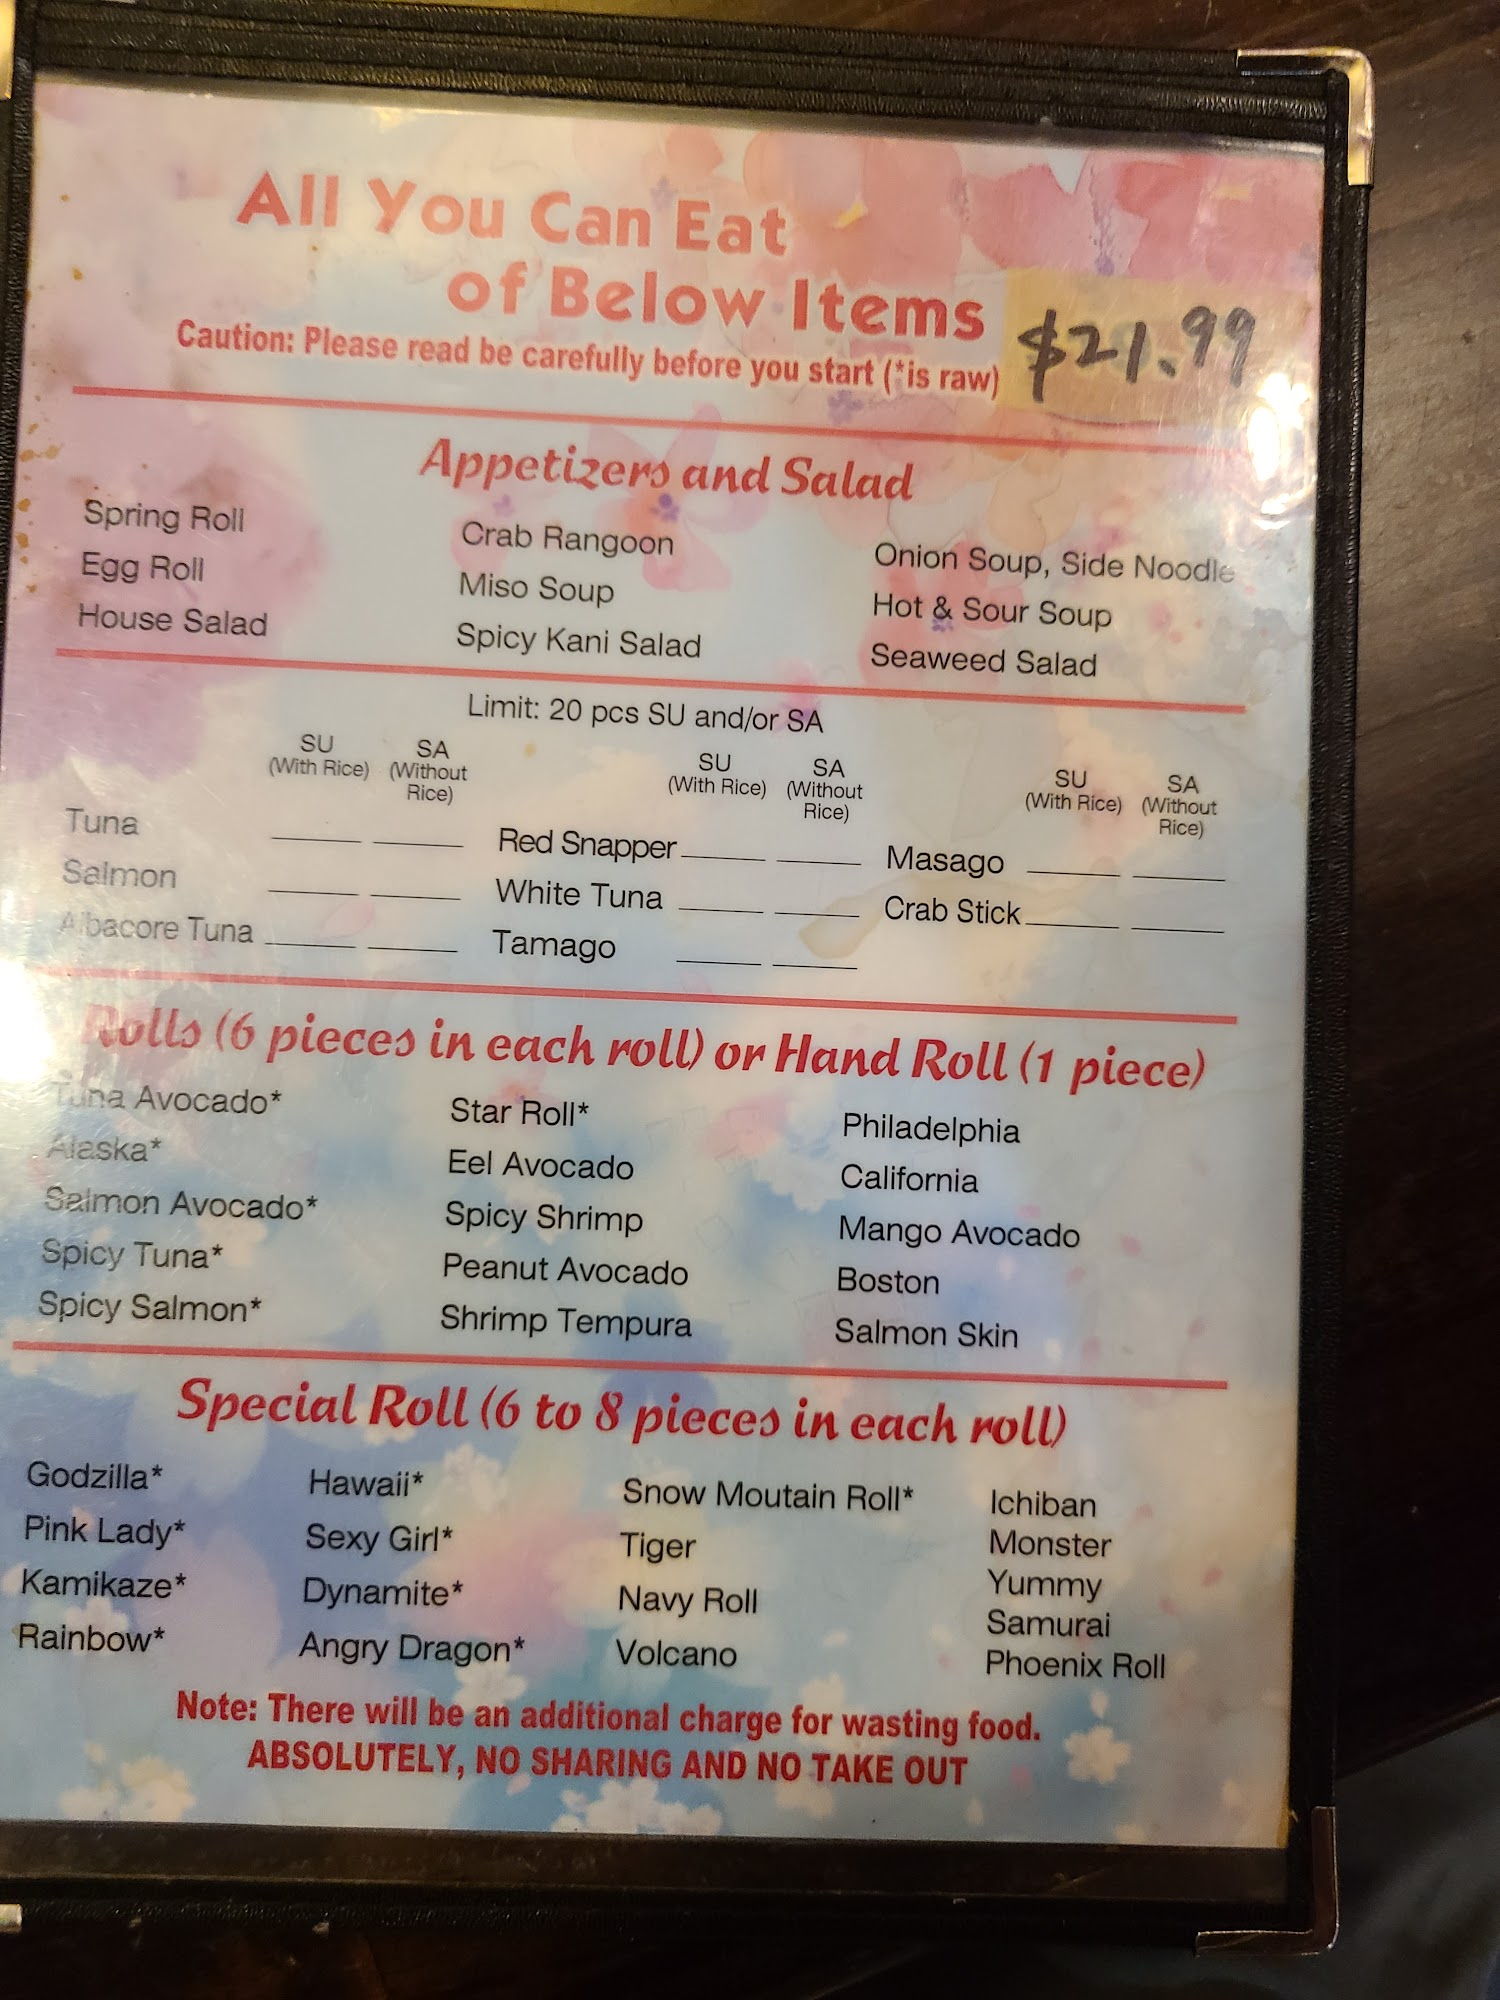 All You Can Eat
of Below Items $21.99
Caution: Please read be carefully before you start (*is raw)
Appetizers and Salad
Spring Roll Crab Rangoon Onion Soup, Side Noodle
Egg Roll Miso Soup Hot & Sour Soup
House Salad Spicy Kani Salad Seaweed Salad
Limit: 20 pcs SU and/or SA
SU SA SU SA SU SA
(With Rice) (Without Rice) (With Rice) (Without Rice) (With Rice) (Without Rice)
Tuna Red Snapper Masago
Salmon White Tuna Crab Stick
Albacore Tuna Tamago
Rolls (6 pieces in each roll) or Hand Roll (1 piece)
Tuna Avocado* Star Roll* Philadelphia
Alaska* Eel Avocado California
Salmon Avocado* Spicy Shrimp Mango Avocado
Spicy Tuna* Peanut Avocado Boston
Spicy Salmon* Shrimp Tempura Salmon Skin
Special Roll (6 to 8 pieces in each roll)
Godzilla* Hawaii* Snow Moutain Roll* Ichiban
Pink Lady* Sexy Girl* Tiger Monster
Kamikaze* Dynamite* Navy Roll Yummy
Rainbow* Angry Dragon* Volcano Samurai
Phoenix Roll
Note: There will be an additional charge for wasting food.
ABSOLUTELY, NO SHARING AND NO TAKE OUT